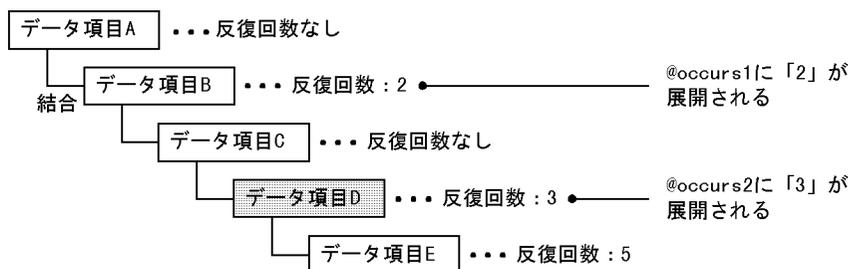 データ項目A ･･･反復回数なし
結合
データ項目B ･･･ 反復回数：2
@occurs1に「2」が
展開される
データ項目C ･･･ 反復回数なし
データ項目D ･･･ 反復回数：3
@occurs2に「3」が
展開される
データ項目E ･･･ 反復回数：5